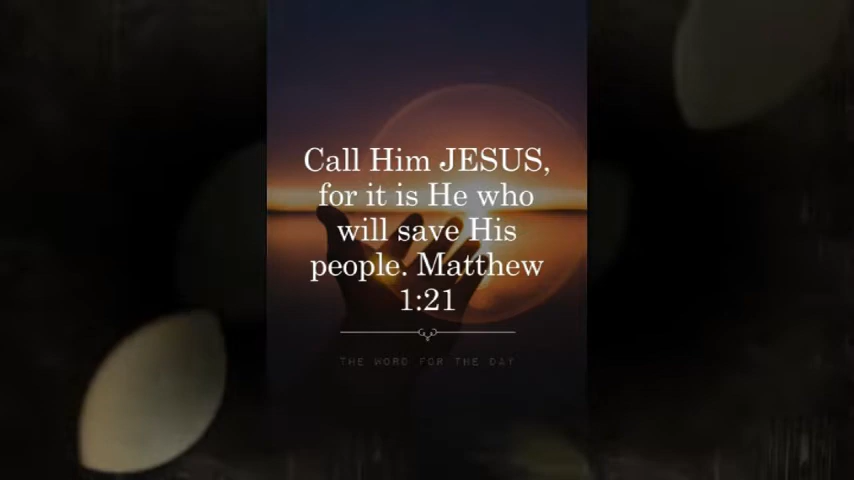 Call Him JESUS,
for it is He who
will save His
people. Matthew
1:21
THE WORD FOR THE DAY